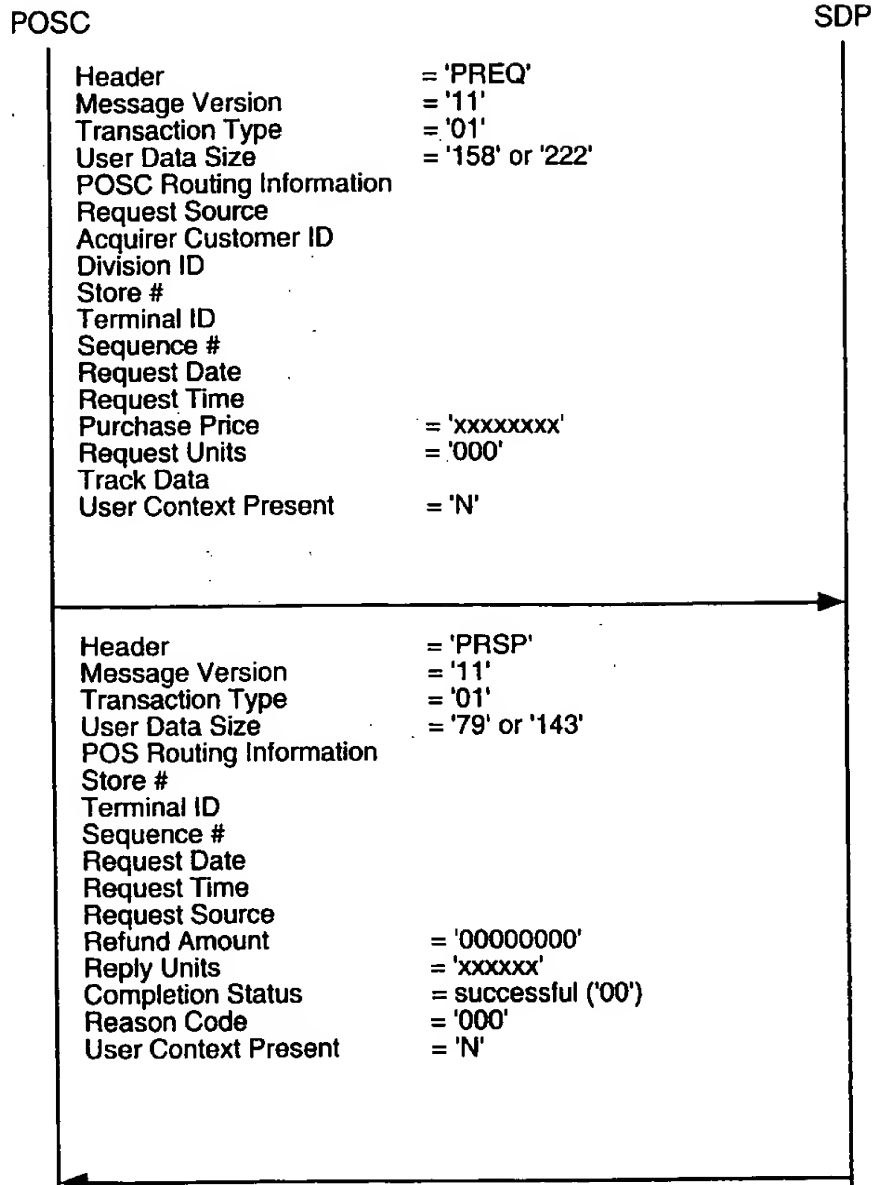 POSC SDP
Header = 'PREQ'
Message Version = '11'
Transaction Type = '01'
User Data Size = '158' or '222'
POSC Routing Information
Request Source
Acquirer Customer ID
Division ID
Store #
Terminal ID
Sequence #
Request Date
Request Time
Purchase Price = 'xxxxxxxx'
Request Units = '000'
Track Data
User Context Present = 'N'
Header = 'PRSP'
Message Version = '11'
Transaction Type = '01'
User Data Size = '79' or '143'
POS Routing Information
Store #
Terminal ID
Sequence #
Request Date
Request Time
Request Source
Refund Amount = '00000000'
Reply Units = 'xxxxxx'
Completion Status = successful ('00')
Reason Code = '000'
User Context Present = 'N'